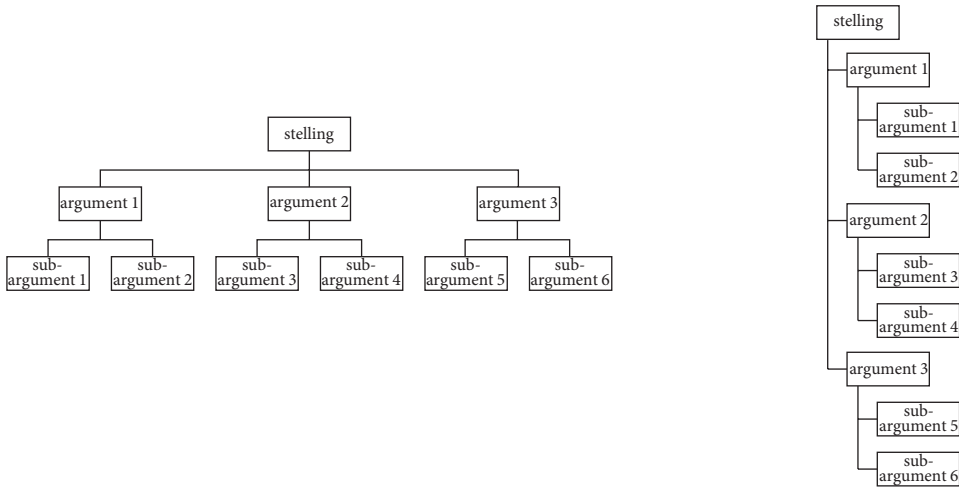 stelling
argument 1
argument 2
argument 3
sub-
argument 1
sub-
argument 2
sub-
argument 3
sub-
argument 4
sub-
argument 5
sub-
argument 6
stelling
argument 1
sub-
argument 1
sub-
argument 2
argument 2
sub-
argument 3
sub-
argument 4
argument 3
sub-
argument 5
sub-
argument 6